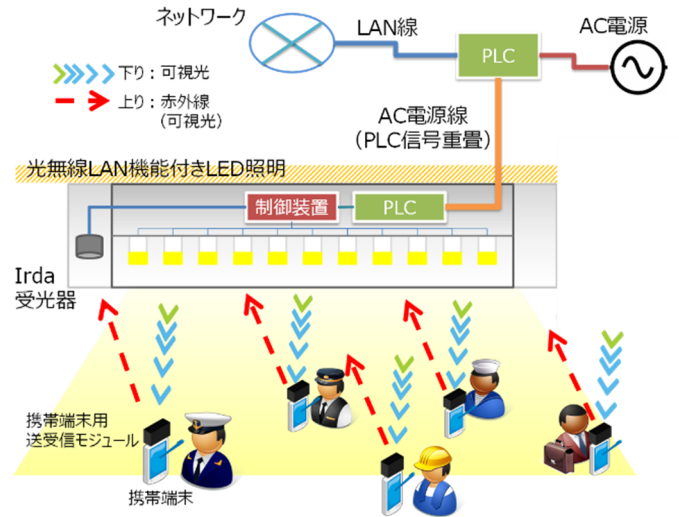 ネットワーク
LAN線
PLC
AC電源
下り：可視光
上り：赤外線
（可視光）
AC電源線
（PLC信号重畳）
光無線LAN機能付きLED照明
制御装置
PLC
Irda
受光器
携帯端末用
送受信モジュール
携帯端末